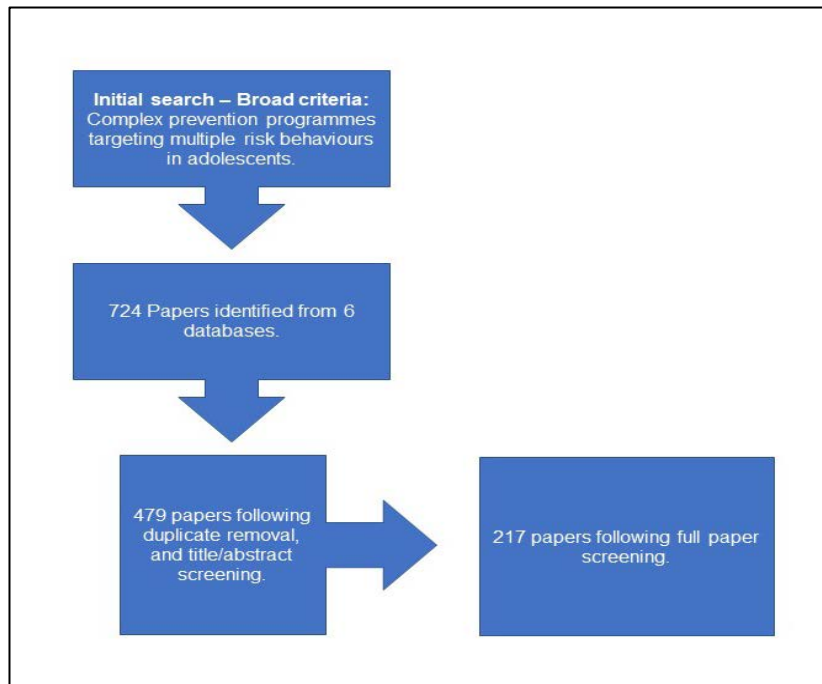 Initial search – Broad criteria:
Complex prevention programmes
targeting multiple risk behaviours
in adolescents.
724 Papers identified from 6
databases.
479 papers following
duplicate removal,
and title/abstract
screening.
217 papers following full paper
screening.